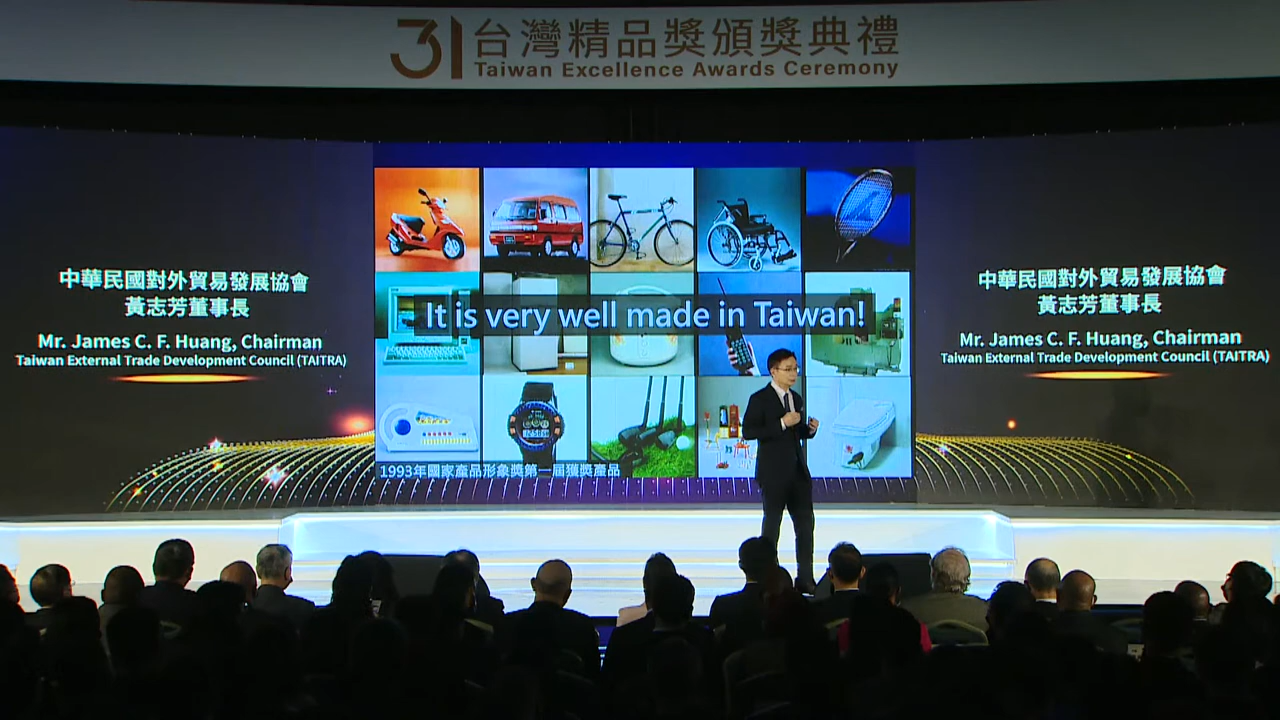 31 台灣精品獎頒獎典禮
Taiwan Excellence Awards Ceremony
中華民國對外貿易發展協會
黃志芳董事長
Mr. James C. F. Huang, Chairman
Taiwan External Trade Development Council (TAITRA)
It is very well made in Taiwan!
1993年國家產品形象獎第一屆獲獎產品
中華民國對外貿易發展協會
黃志芳董事長
Mr. James C. F. Huang, Chairman
Taiwan External Trade Development Council (TAITRA)